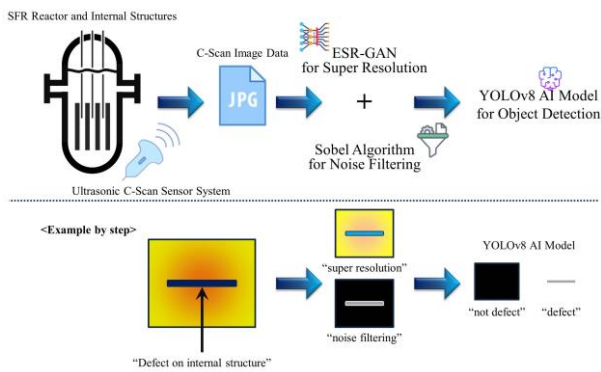 SFR Reactor and Internal Structures
C-Scan Image Data
JPG
Ultrasonic C-Scan Sensor System
ESR-GAN
for Super Resolution
+
Sobel Algorithm
for Noise Filtering
YOLOv8 AI Model
for Object Detection
<Example by step>
"Defect on internal structure"
"super resolution"
"noise filtering"
YOLOv8 AI Model
"not defect"
"defect"